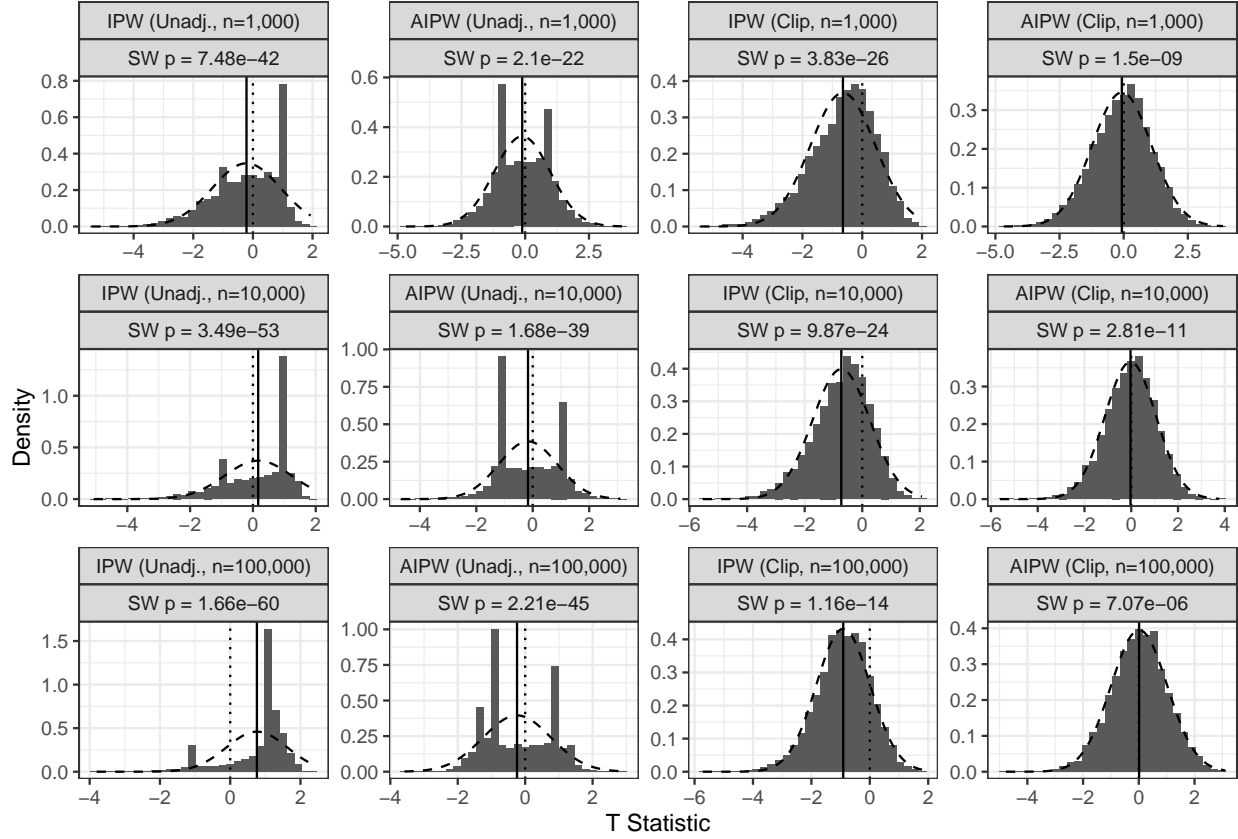 IPW (Unadj., n=1,000) AIPW (Unadj., n=1,000) IPW (Clip, n=1,000) AIPW (Clip, n=1,000)
SW p = 7.48e−42 SW p = 2.1e−22 SW p = 3.83e−26 SW p = 1.5e−09
0.8 0.6 0.4 0.3
0.6 0.4 0.3 0.2
0.4 0.2 0.2 0.1
0.2 0.0 0.1 0.0
0.0 0.0
−4 −2 0 2 −5.0 −2.5 0.0 2.5 −4 −2 0 2 −5.0 −2.5 0.0 2.5
IPW (Unadj., n=10,000) AIPW (Unadj., n=10,000) IPW (Clip, n=10,000) AIPW (Clip, n=10,000)
SW p = 3.49e−53 SW p = 1.68e−39 SW p = 9.87e−24 SW p = 2.81e−11
1.0 1.00 0.4 0.3
0.5 0.75 0.3 0.2
0.0 0.50 0.2 0.1
0.25 0.1 0.0
0.00 0.0
−4 −2 0 2 −4 −2 0 2 −6 −4 −2 0 2 −6 −4 −2 0 2 4
Density
IPW (Unadj., n=100,000) AIPW (Unadj., n=100,000) IPW (Clip, n=100,000) AIPW (Clip, n=100,000)
SW p = 1.66e−60 SW p = 2.21e−45 SW p = 1.16e−14 SW p = 7.07e−06
1.5 1.00 0.4 0.4
1.0 0.75 0.3 0.3
0.5 0.50 0.2 0.2
0.0 0.25 0.1 0.1
0.00 0.0 0.0
−4 −2 0 2 −4 −2 0 2 −6 −4 −2 0 2 −4 −2 0 2
T Statistic